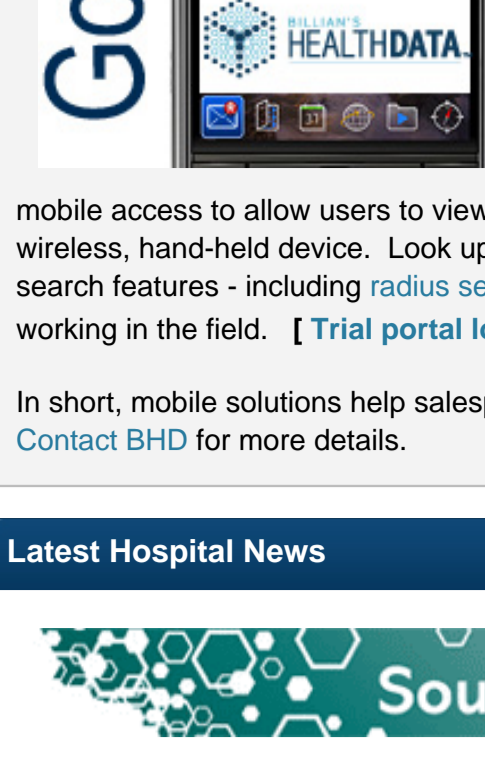 Go
BILLIAN'S
HEALTHDATA
31
mobile access to allow users to view
wireless, hand-held device. Look up
search features - including radius se
working in the field. [ Trial portal lo
In short, mobile solutions help salesp
Contact BHD for more details.
Latest Hospital News
Sou